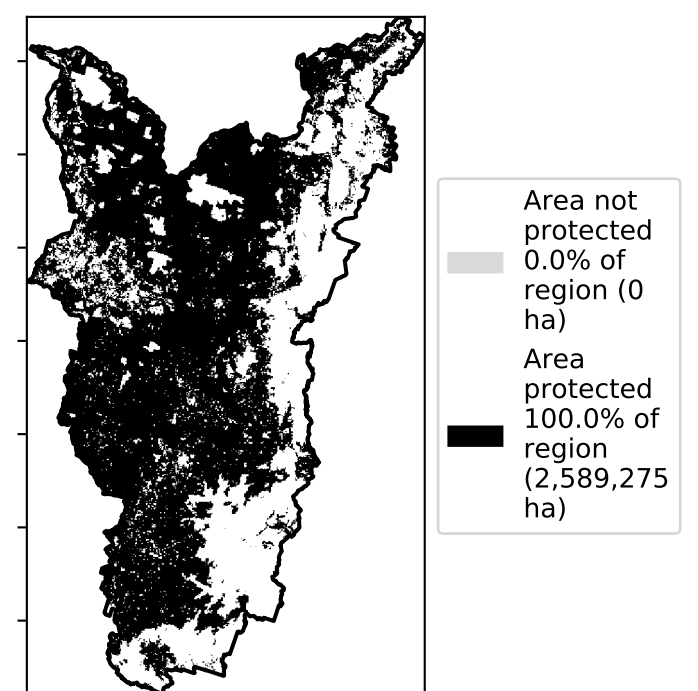 Area not
protected
0.0% of
region (0
ha)
Area
protected
100.0% of
region
(2,589,275
ha)